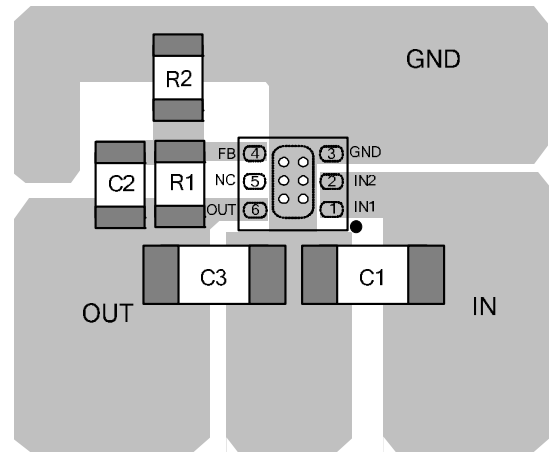 GND
R2
FB 4 3 GND
C2 R1 NC 5 2 IN2
OUT 6 1 IN1
C3 C1
OUT IN